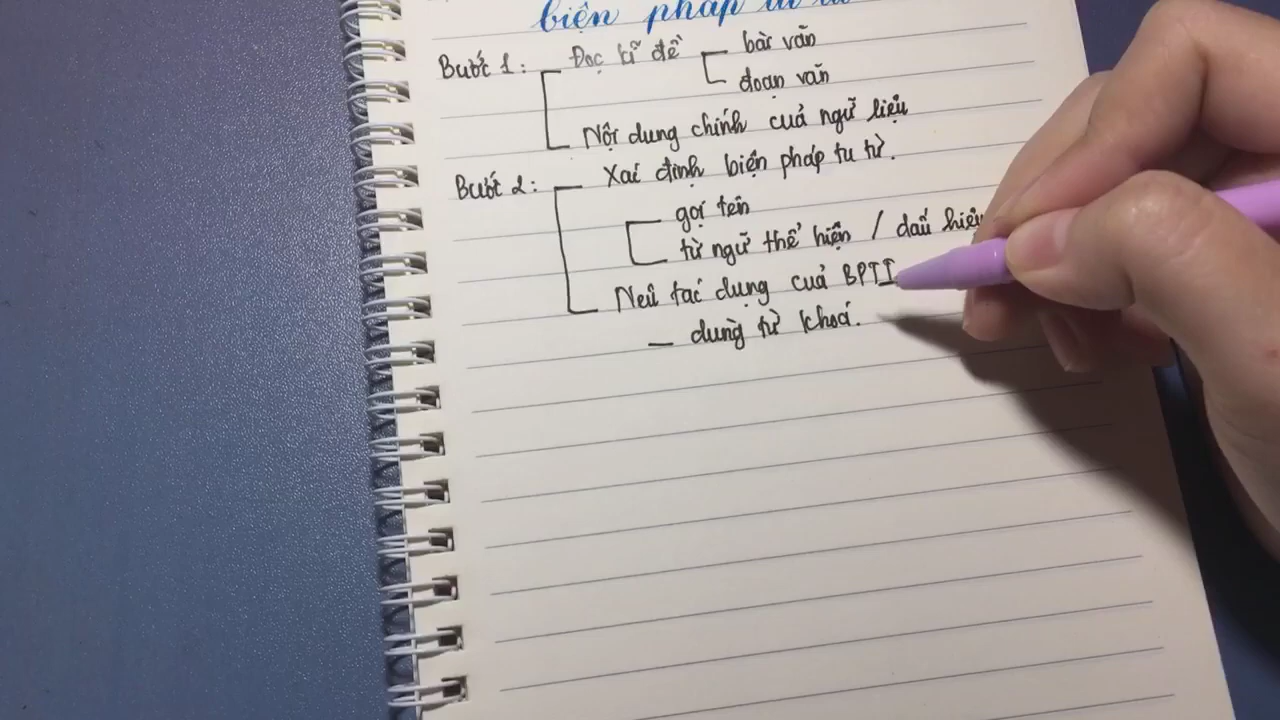 biện pháp tu từ
Bước 1: Đọc kĩ đề bài văn
đoạn văn
Nội dung chính của ngữ liệu
Bước 2: Xác định biện pháp tu từ.
gọi tên
từ ngữ thể hiện / dấu hiệu
Nêu tác dụng của BPTT
— dùng từ khoá.